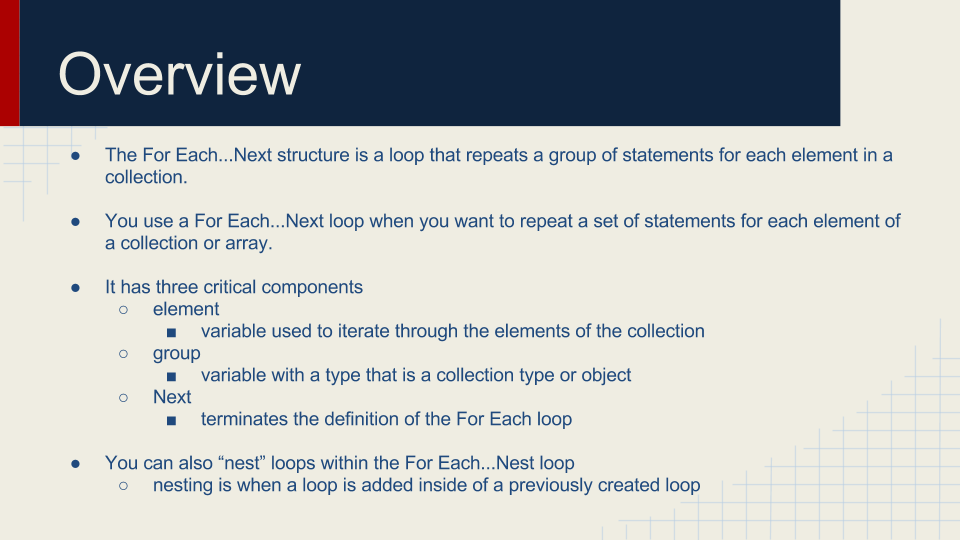 Overview
● The For Each...Next structure is a loop that repeats a group of statements for each element in a
collection.
● You use a For Each...Next loop when you want to repeat a set of statements for each element of
a collection or array.
● It has three critical components
○ element
■ variable used to iterate through the elements of the collection
○ group
■ variable with a type that is a collection type or object
○ Next
■ terminates the definition of the For Each loop
● You can also “nest” loops within the For Each...Nest loop
○ nesting is when a loop is added inside of a previously created loop